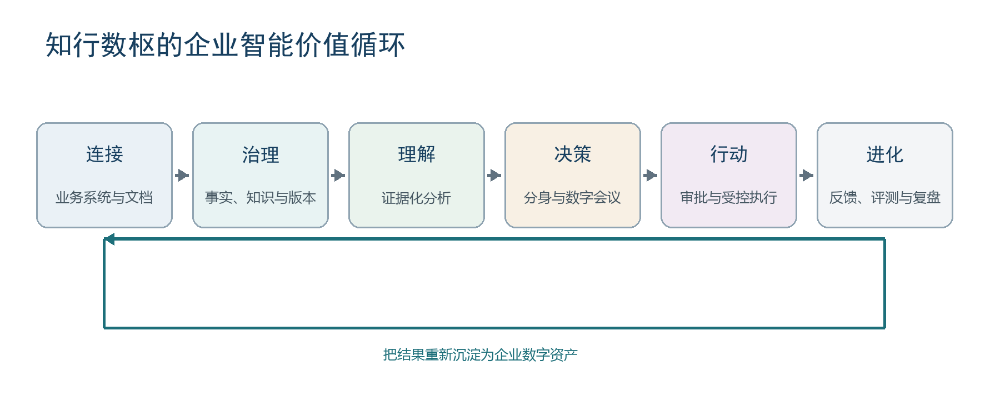 知行数枢的企业智能价值循环
连接
业务系统与文档
治理
事实、知识与版本
理解
证据化分析
决策
分身与数字会议
行动
审批与受控执行
进化
反馈、评测与复盘
把结果重新沉淀为企业数字资产